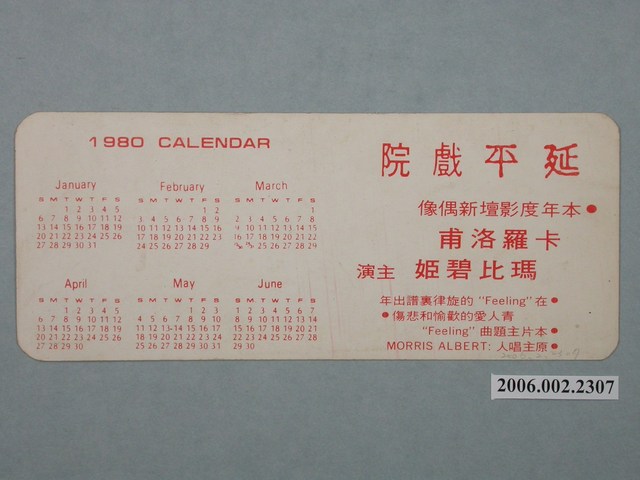 1980 CALENDAR
January
S M T W T F S
1 2 3 4 5
6 7 8 9 10 11 12
13 14 15 16 17 18 19
20 21 22 23 24 25 26
27 28 29 30 31
February
S M T W T F S
1 2
3 4 5 6 7 8 9
10 11 12 13 14 15 16
17 18 19 20 21 22 23
24 25 26 27 28 29
March
S M T W T F S
1
2 3 4 5 6 7 8
9 10 11 12 13 14 15
16 17 18 19 20 21 22
23/30 24/31 25 26 27 28 29
April
S M T W T F S
1 2 3 4 5
6 7 8 9 10 11 12
13 14 15 16 17 18 19
20 21 22 23 24 25 26
27 28 29 30
May
S M T W T F S
1 2 3
4 5 6 7 8 9 10
11 12 13 14 15 16 17
18 19 20 21 22 23 24
25 26 27 28 29 30 31
June
S M T W T F S
1 2 3 4 5 6 7
8 9 10 11 12 13 14
15 16 17 18 19 20 21
22 23 24 25 26 27 28
29 30
延平戲院
●本年度影壇新偶像
卡羅洛甫
瑪比碧姬 主演
●在"Feeling"的旋律裏譜出年
青人愛的歡愉和悲傷●
●本片主題曲"Feeling"
●原主唱人:MORRIS ALBERT
2006.002.2307